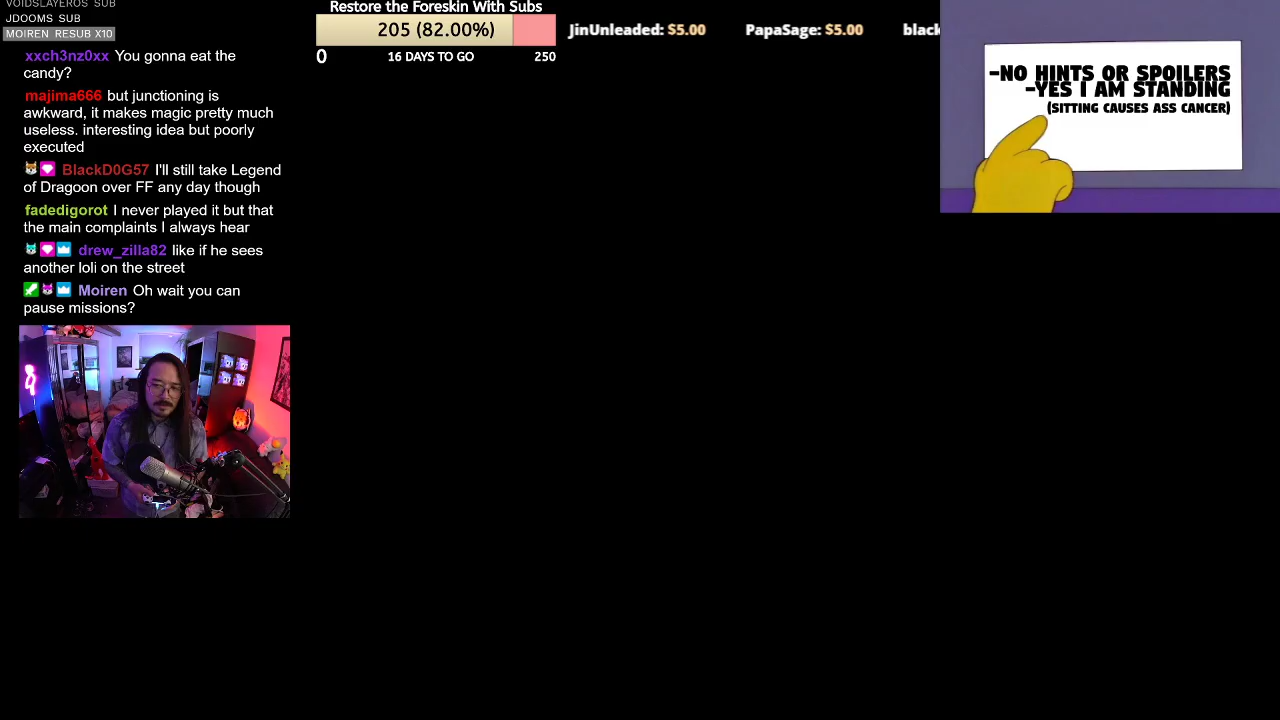 VOIDSLAYEROS SUB
JDOOMS SUB
MOIREN RESUB X10
xxch3nz0xx You gonna eat the
candy?
majima666 but junctioning is
awkward, it makes magic pretty much
useless. interesting idea but poorly
executed
BlackD0G57 I'll still take Legend
of Dragoon over FF any day though
fadedigorot I never played it but that
the main complaints I always hear
drew_zilla82 like if he sees
another loli on the street
Moiren Oh wait you can
pause missions?
Restore the Foreskin With Subs
205 (82.00%)
0 16 DAYS TO GO 250
JinUnleaded: $5.00 PapaSage: $5.00 black
-NO HINTS OR SPOILERS
-YES I AM STANDING
(SITTING CAUSES ASS CANCER)